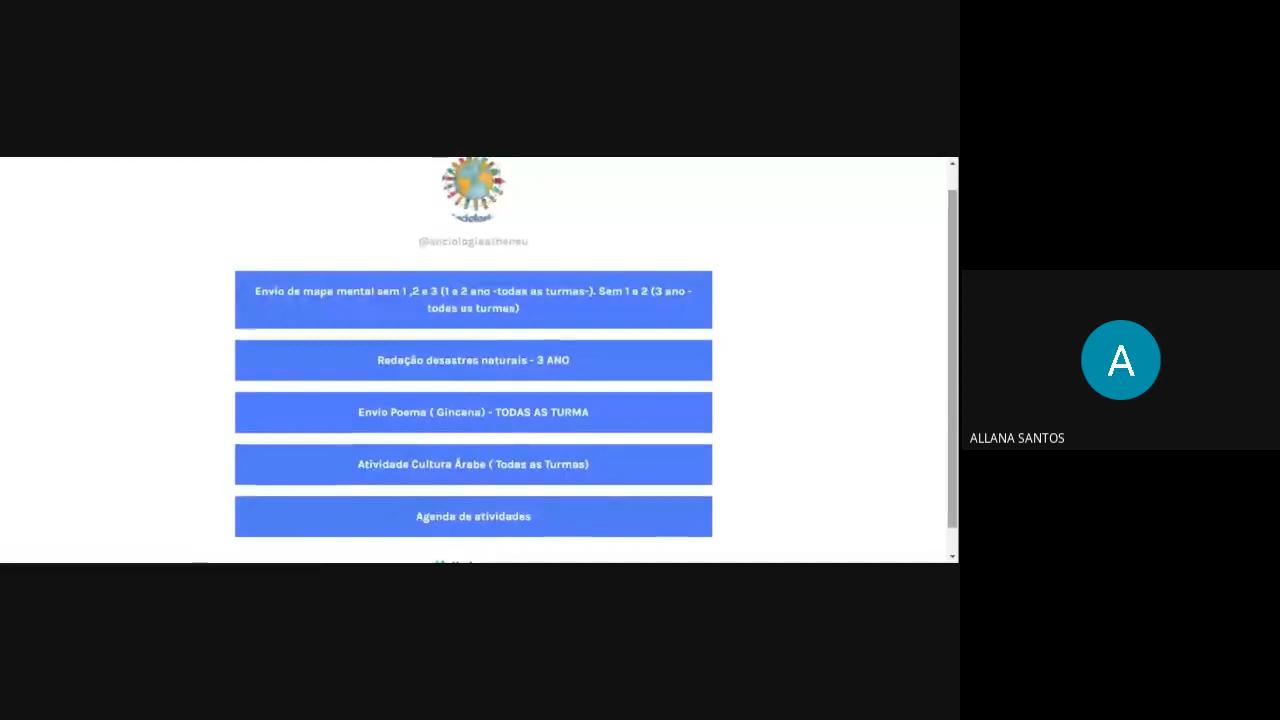 @sociologiaatheneu
Envio de mapa mental sem 1 ,2 e 3 (1 e 2 ano -todas as turmas-). Sem 1 e 2 (3 ano -
todas as turmas)
Redação desastres naturais - 3 ANO
Envio Poema ( Gincana) - TODAS AS TURMA
Atividade Cultura Árabe ( Todas as Turmas)
Agenda de atividades
A
ALLANA SANTOS